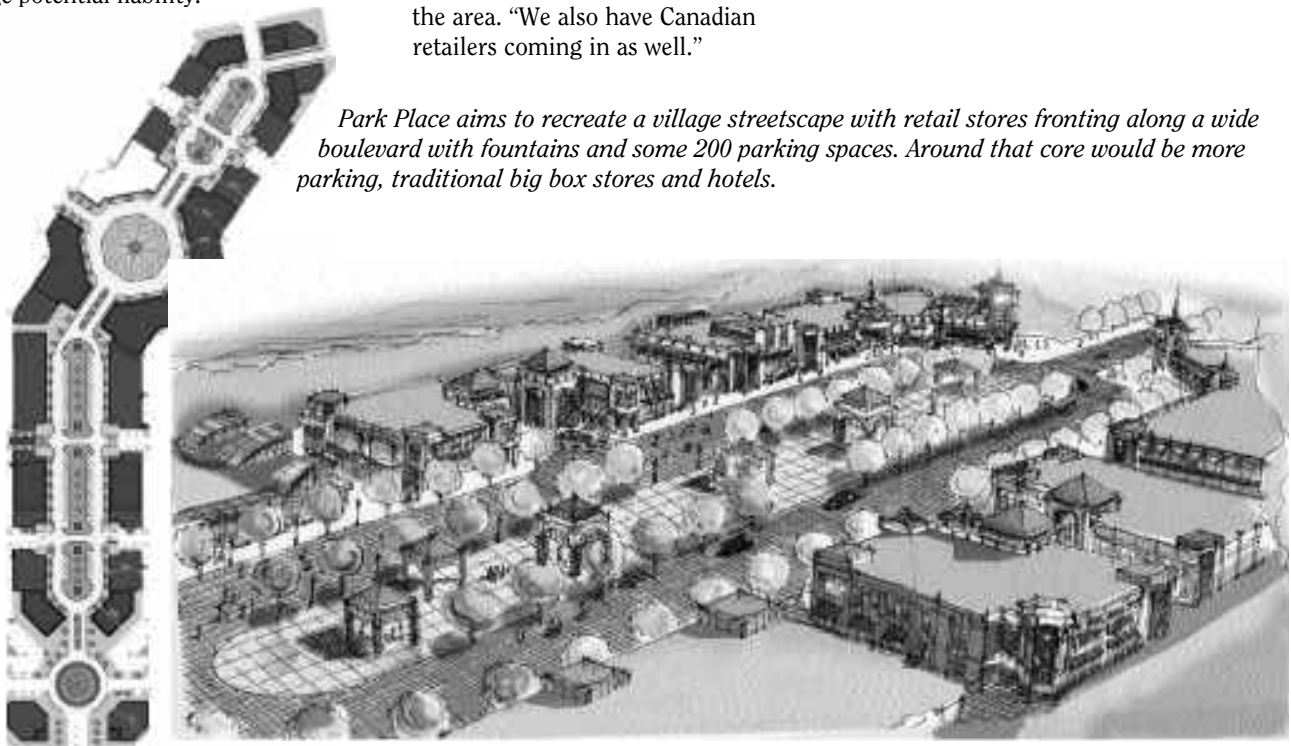 potential liability.
the area. “We also have Canadian
retailers coming in as well.”
Park Place aims to recreate a village streetscape with retail stores fronting along a wide
boulevard with fountains and some 200 parking spaces. Around that core would be more
parking, traditional big box stores and hotels.